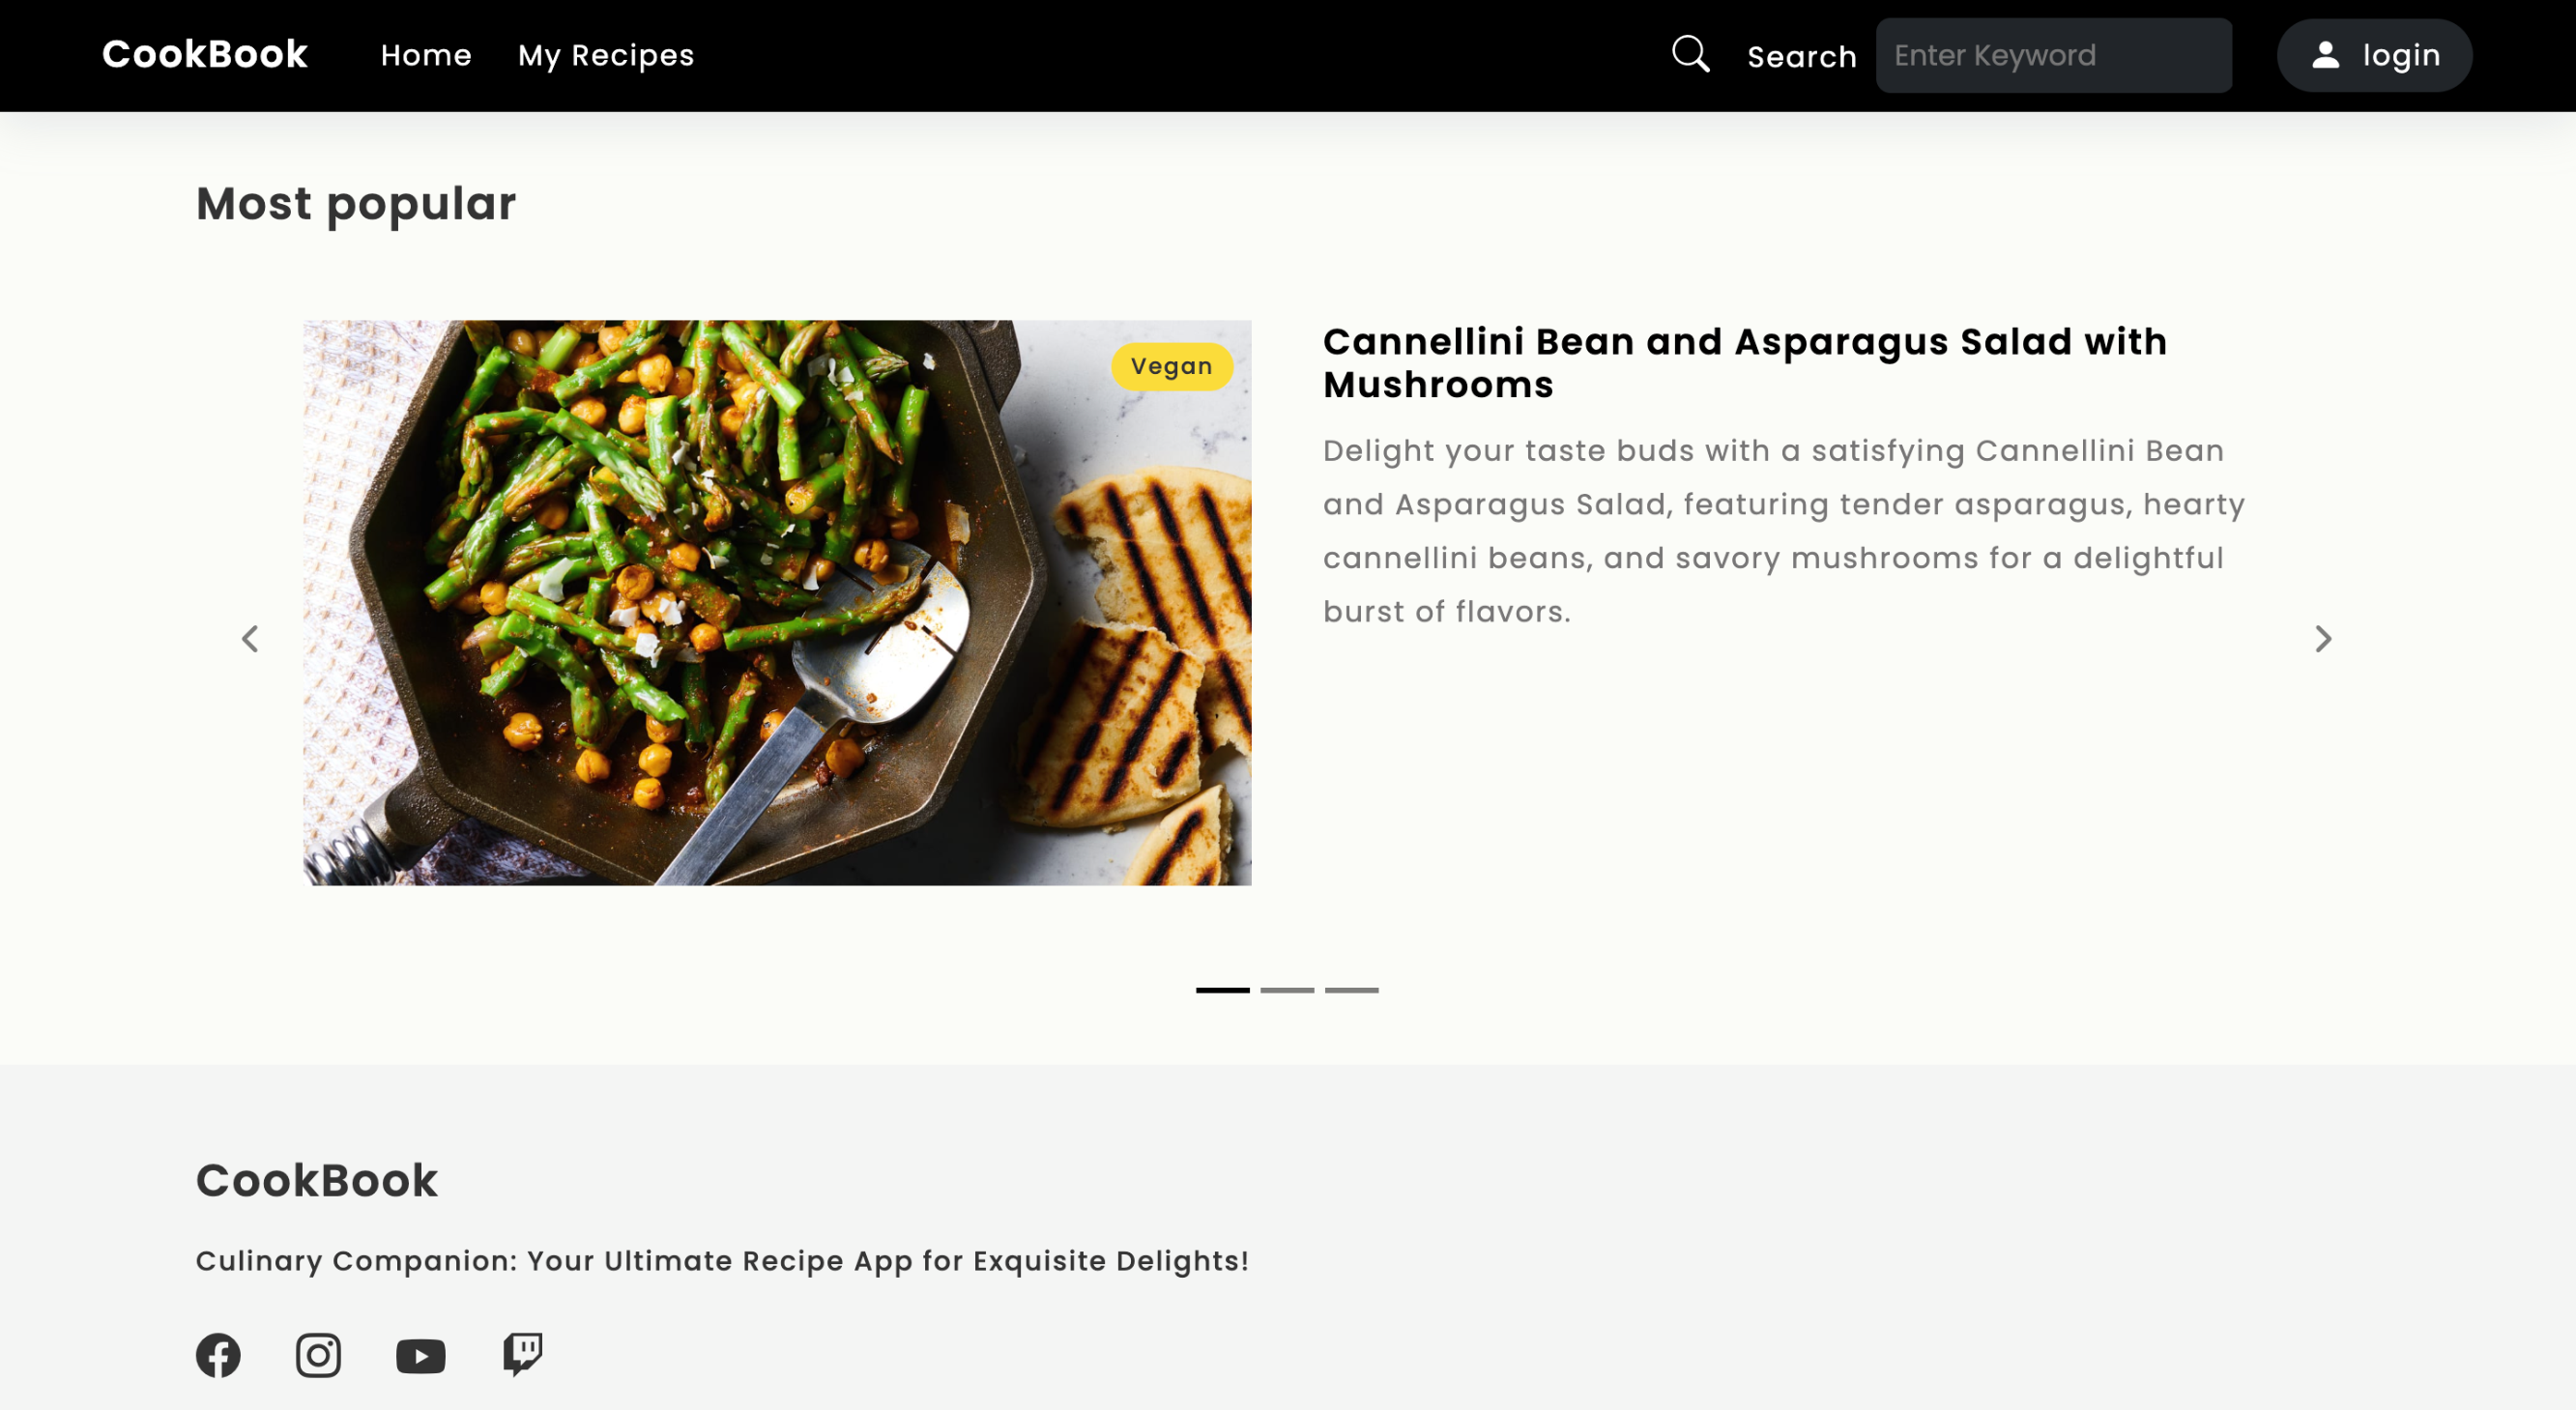 CookBook
Home
My Recipes
Search
Enter Keyword
login
Most popular
Vegan
Cannellini Bean and Asparagus Salad with
Mushrooms
Delight your taste buds with a satisfying Cannellini Bean
and Asparagus Salad, featuring tender asparagus, hearty
cannellini beans, and savory mushrooms for a delightful
burst of flavors.
CookBook
Culinary Companion: Your Ultimate Recipe App for Exquisite Delights!